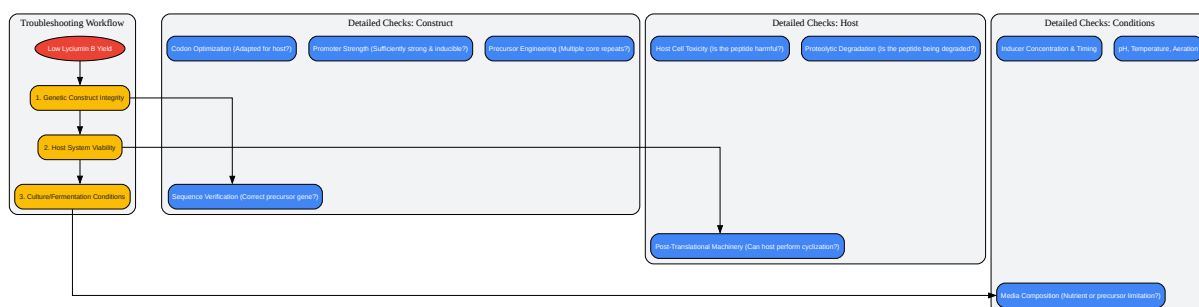 Troubleshooting Workflow
Low Lyciumin B Yield
1. Genetic Construct Integrity
2. Host System Viability
3. Culture/Fermentation Conditions
Detailed Checks: Construct
Codon Optimization (Adapted for host?)
Promoter Strength (Sufficiently strong & inducible?)
Precursor Engineering (Multiple core repeats?)
Sequence Verification (Correct precursor gene?)
Detailed Checks: Host
Host Cell Toxicity (Is the peptide harmful?)
Proteolytic Degradation (Is the peptide being degraded?)
Post-Translational Machinery (Can host perform cyclization?)
Detailed Checks: Conditions
Inducer Concentration & Timing
pH, Temperature, Aeration
Media Composition (Nutrient or precursor limitation?)